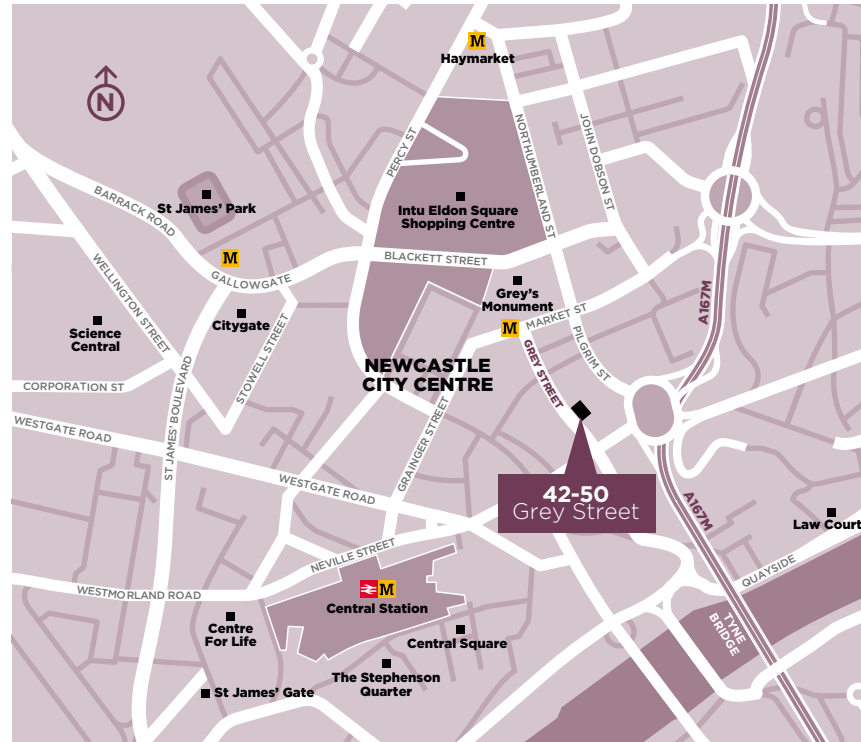 M
Haymarket
N
PERCY ST
NORTHUMBERLAND ST
JOHN DOBSON ST
BARRACK ROAD
St James’ Park
Intu Eldon Square
Shopping Centre
M
GALLOWGATE
BLACKETT STREET
WELLINGTON STREET
Grey’s
Monument
A167M
Science
Central
Citygate
STOWELL STREET
M
MARKET ST
PILGRIM ST
GREY STREET
NEWCASTLE
CITY CENTRE
CORPORATION ST
ST JAMES’ BOULEVARD
WESTGATE ROAD
GRAINGER STREET
WESTGATE ROAD
42-50
Grey Street
A167M
Law Court
NEVILLE STREET
QUAYSIDE
WESTMORLAND ROAD
M
Central Station
TYNE
BRIDGE
Centre
For Life
Central Square
The Stephenson
Quarter
St James’ Gate